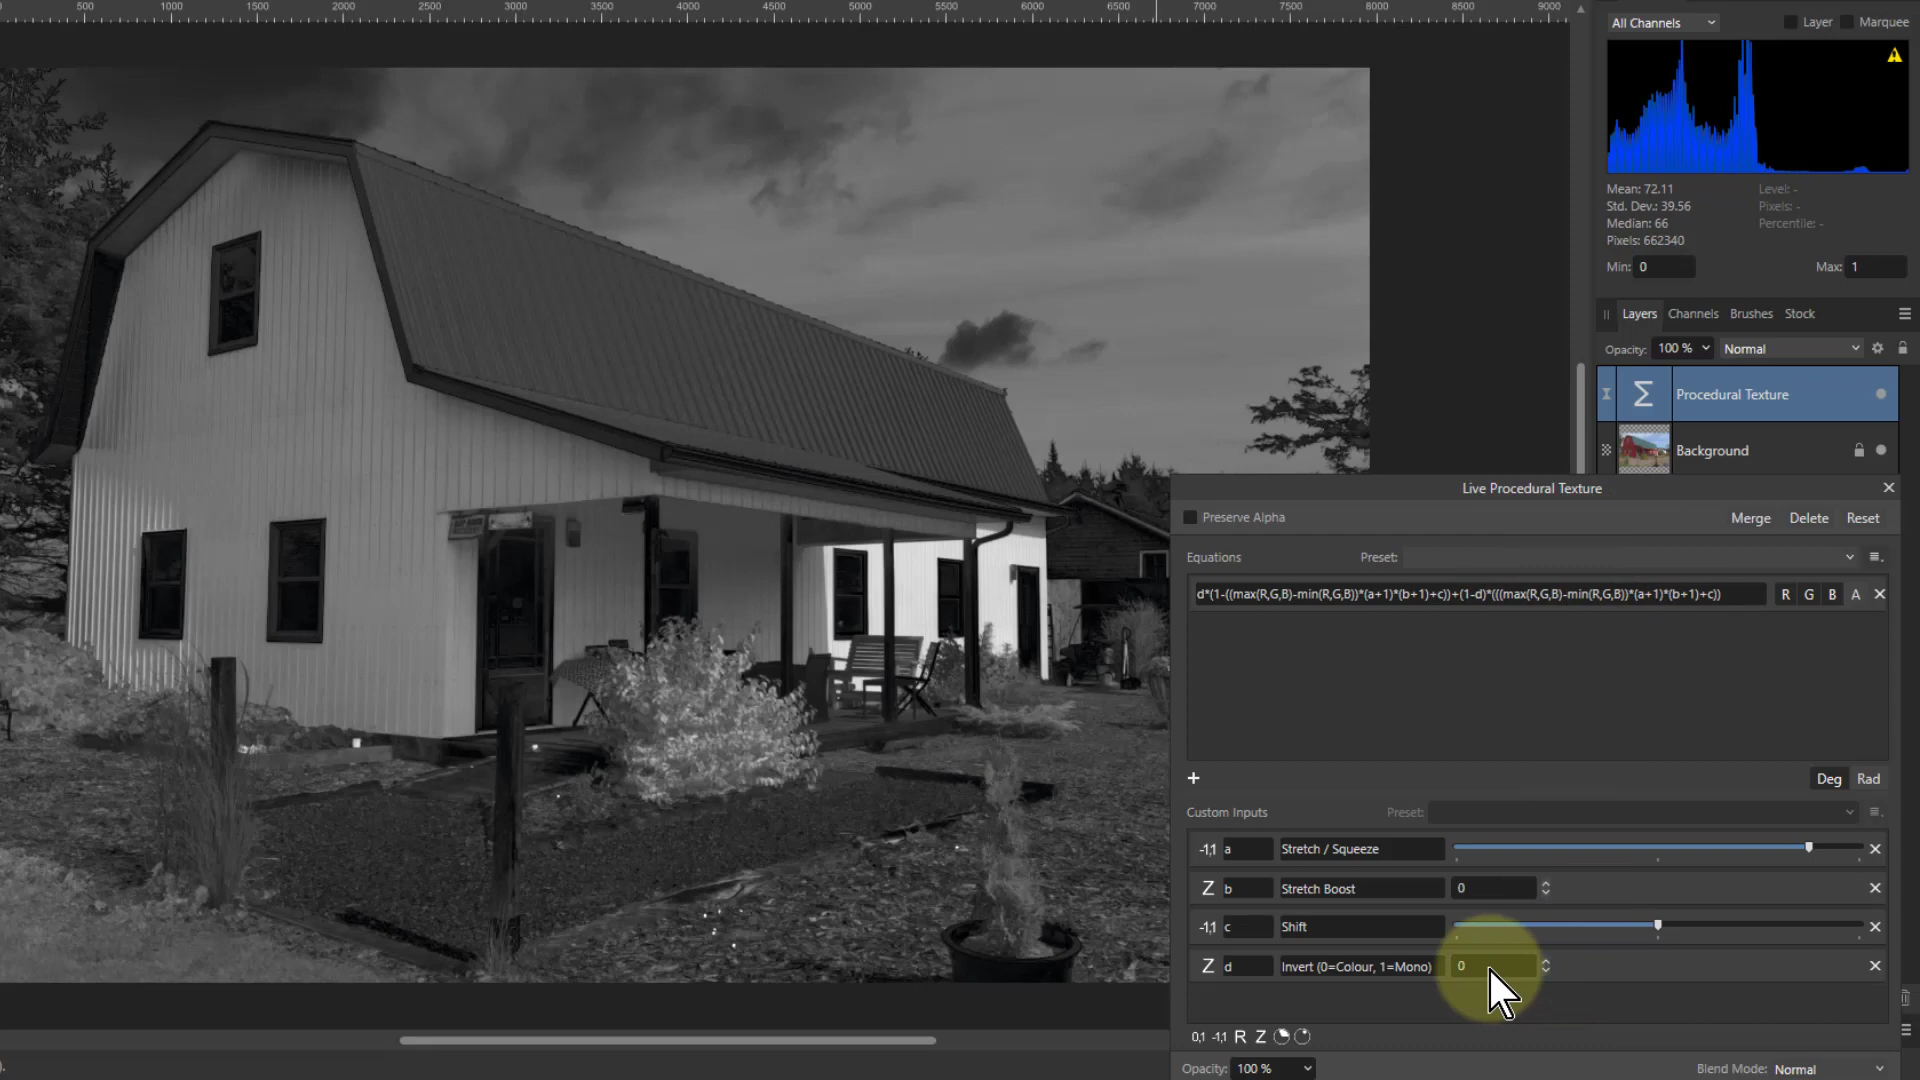 500 1000 1500 2000 2500 3000 3500 4000 4500 5000 5500 6000 6500 7000 7500 8000 8500 9000
All Channels Layer Marquee
Mean: 72.11 Level: -
Std. Dev.: 39.56 Pixels: -
Median: 66 Percentile: -
Pixels: 662340
Min: 0 Max: 1
Layers Channels Brushes Stock
Opacity: 100 % Normal
Procedural Texture
Background
Live Procedural Texture
Preserve Alpha Merge Delete Reset
Equations Preset:
d*(1-((max(R,G,B)-min(R,G,B))*(a+1)*(b+1)+c))+(1-d)*(((max(R,G,B)-min(R,G,B))*(a+1)*(b+1)+c)) R G B A
Deg Rad
Custom Inputs Preset:
-1,1 a Stretch / Squeeze
Z b Stretch Boost 0
-1,1 c Shift
Z d Invert (0=Colour, 1=Mono) 0
0,1 -1,1 R Z
Opacity: 100 % Blend Mode: Normal